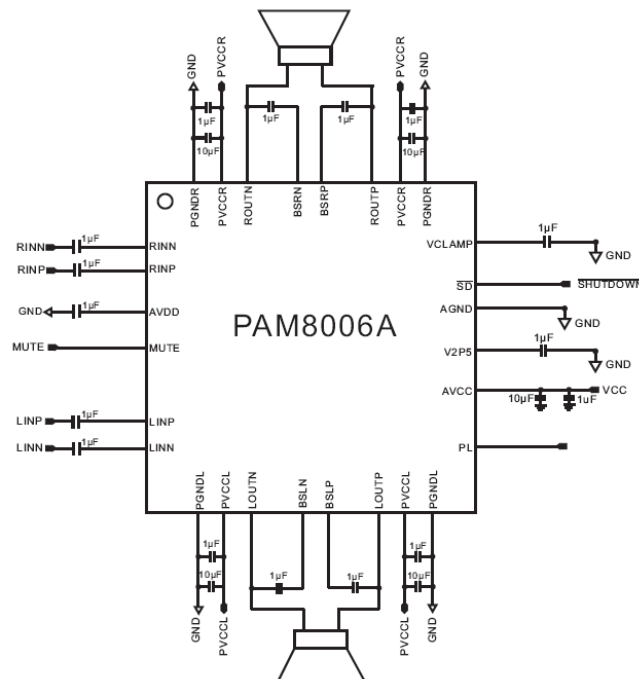 GND PVCCR PVCCR GND
1µF 1µF 1µF 1µF
10µF 10µF
PGNDR PVCCR ROUTN BSRN BSRP ROUTP PVCCR PGNDR
RINN 1µF RINN
RINP 1µF RINP
GND 1µF AVDD
MUTE MUTE
LINP 1µF LINP
LINN 1µF LINN
PAM8006A
VCLAMP 1µF GND
SD SHUTDOWN
AGND GND
V2P5 1µF GND
AVCC 10µF 1uF VCC
PL
PGNDL PVCCL LOUTN BSLN BSLP LOUTP PVCCL PGNDL
1µF 1µF
10µF 1µF 1µF 10µF
GND PVCCL PVCCL GND